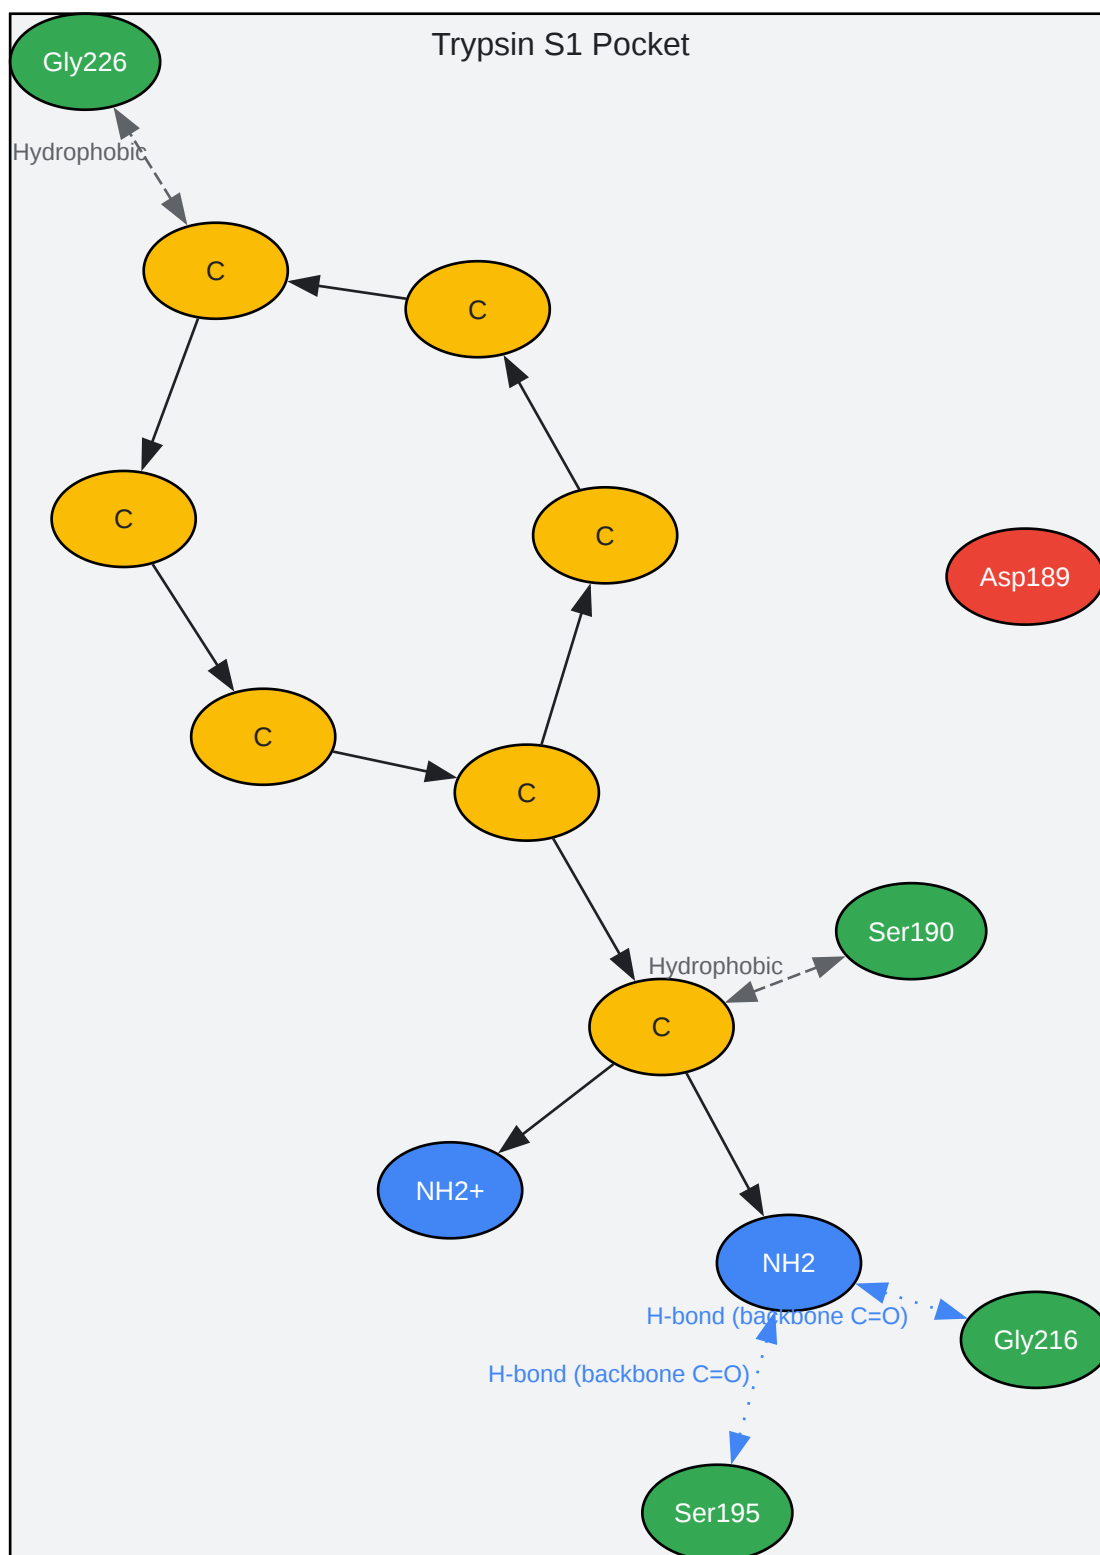 Trypsin S1 Pocket
Gly226
Hydrophobic
C
C
C
C
Asp189
C
C
Ser190
Hydrophobic
C
NH2+
NH2
H-bond (backbone C=O)
Gly216
H-bond (backbone C=O)
Ser195